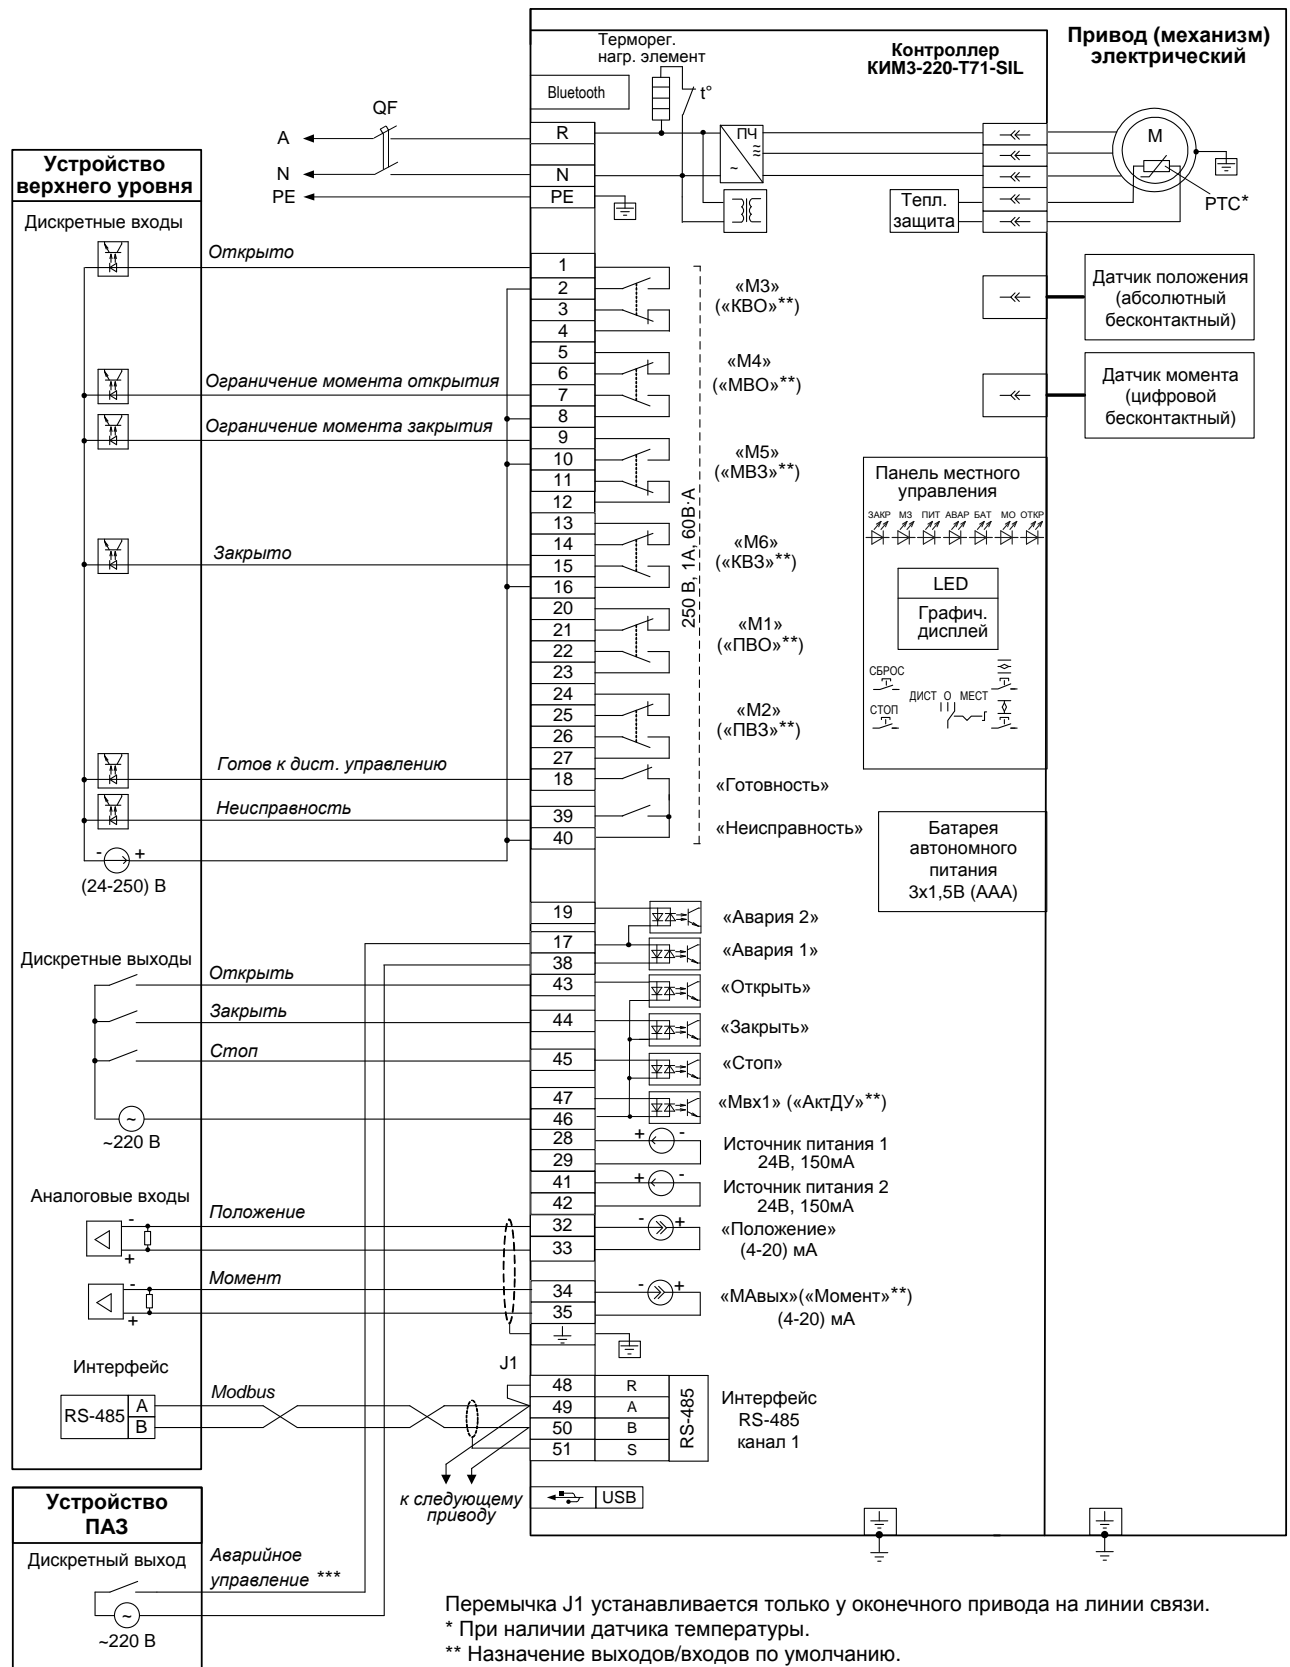 Привод (механизм)
электрический
Контроллер
КИМ3-220-Т71-SIL
Терморег.
нагр. элемент
t°
Bluetooth
QF
A
N
PE
R
N
PE
ПЧ
≈
~
М
PTC*
Тепл.
защита
Устройство
верхнего уровня
Дискретные входы
Открыто
Ограничение момента открытия
Ограничение момента закрытия
Закрыто
Готов к дист. управлению
Неисправность
- +
(24-250) В
1
2
3
4
5
6
7
8
9
10
11
12
13
14
15
16
20
21
22
23
24
25
26
27
18
39
40
«М3»
(«КВО»**)
«М4»
(«МВО»**)
«М5»
(«МВЗ»**)
«М6»
(«КВЗ»**)
«М1»
(«ПВО»**)
«М2»
(«ПВЗ»**)
«Готовность»
«Неисправность»
250 В, 1А, 60В·А
Датчик положения
(абсолютный
бесконтактный)
Датчик момента
(цифровой
бесконтактный)
Панель местного
управления
ЗАКР МЗ ПИТ АВАР БАТ МО ОТКР
LED
Графич.
дисплей
СБРОС
ДИСТ О МЕСТ
СТОП
Батарея
автономного
питания
3х1,5В (ААА)
Дискретные выходы
Открыть
Закрыть
Стоп
~
~220 В
19
17
38
43
44
45
47
46
28
29
41
42
32
33
34
35
«Авария 2»
«Авария 1»
«Открыть»
«Закрыть»
«Стоп»
«Мвх1» («АктДУ»**)
+ -
Источник питания 1
24В, 150мА
+ -
Источник питания 2
24В, 150мА
- +
«Положение»
(4-20) мА
- +
«МАвых»(«Момент»**)
(4-20) мА
Аналоговые входы
Положение
-
+
Момент
-
+
Интерфейс
RS-485
A
B
Modbus
J1
48 R
49 A
50 B
51 S
RS-485
Интерфейс
RS-485
канал 1
к следующему
приводу
USB
Устройство
ПАЗ
Дискретный выход
Аварийное
управление ***
~
~220 В
Перемычка J1 устанавливается только у оконечного привода на линии связи.
* При наличии датчика температуры.
** Назначение выходов/входов по умолчанию.